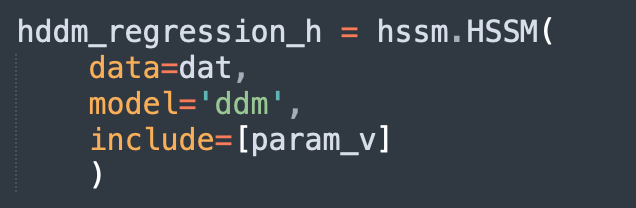 hddm_regression_h = hssm.HSSM(
    data=dat,
    model='ddm',
    include=[param_v]
    )